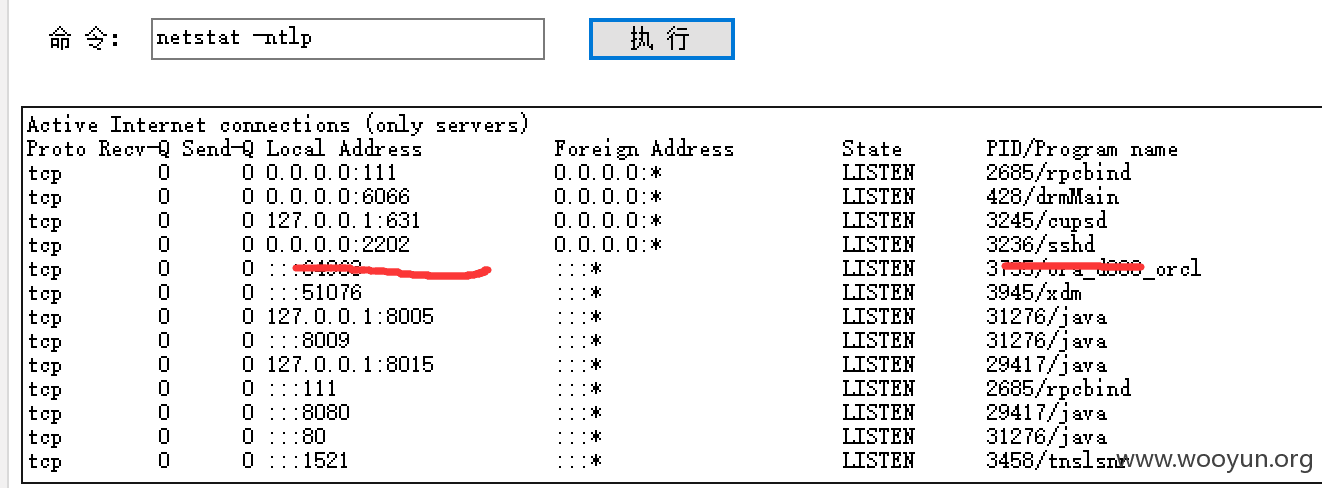 命 令: netstat -ntlp 执 行
Active Internet connections (only servers)
Proto Recv-Q Send-Q Local Address Foreign Address State PID/Program name
tcp 0 0 0.0.0.0:111 0.0.0.0:* LISTEN 2685/rpcbind
tcp 0 0 0.0.0.0:6066 0.0.0.0:* LISTEN 428/drmMain
tcp 0 0 127.0.0.1:631 0.0.0.0:* LISTEN 3245/cupsd
tcp 0 0 0.0.0.0:2202 0.0.0.0:* LISTEN 3236/sshd
tcp 0 0 :::* LISTEN
tcp 0 0 :::51076 :::* LISTEN 3945/xdm
tcp 0 0 127.0.0.1:8005 :::* LISTEN 31276/java
tcp 0 0 :::8009 :::* LISTEN 31276/java
tcp 0 0 127.0.0.1:8015 :::* LISTEN 29417/java
tcp 0 0 :::111 :::* LISTEN 2685/rpcbind
tcp 0 0 :::8080 :::* LISTEN 29417/java
tcp 0 0 :::80 :::* LISTEN 31276/java
tcp 0 0 :::1521 :::* LISTEN 3458/tnslsnr
www.wooyun.org